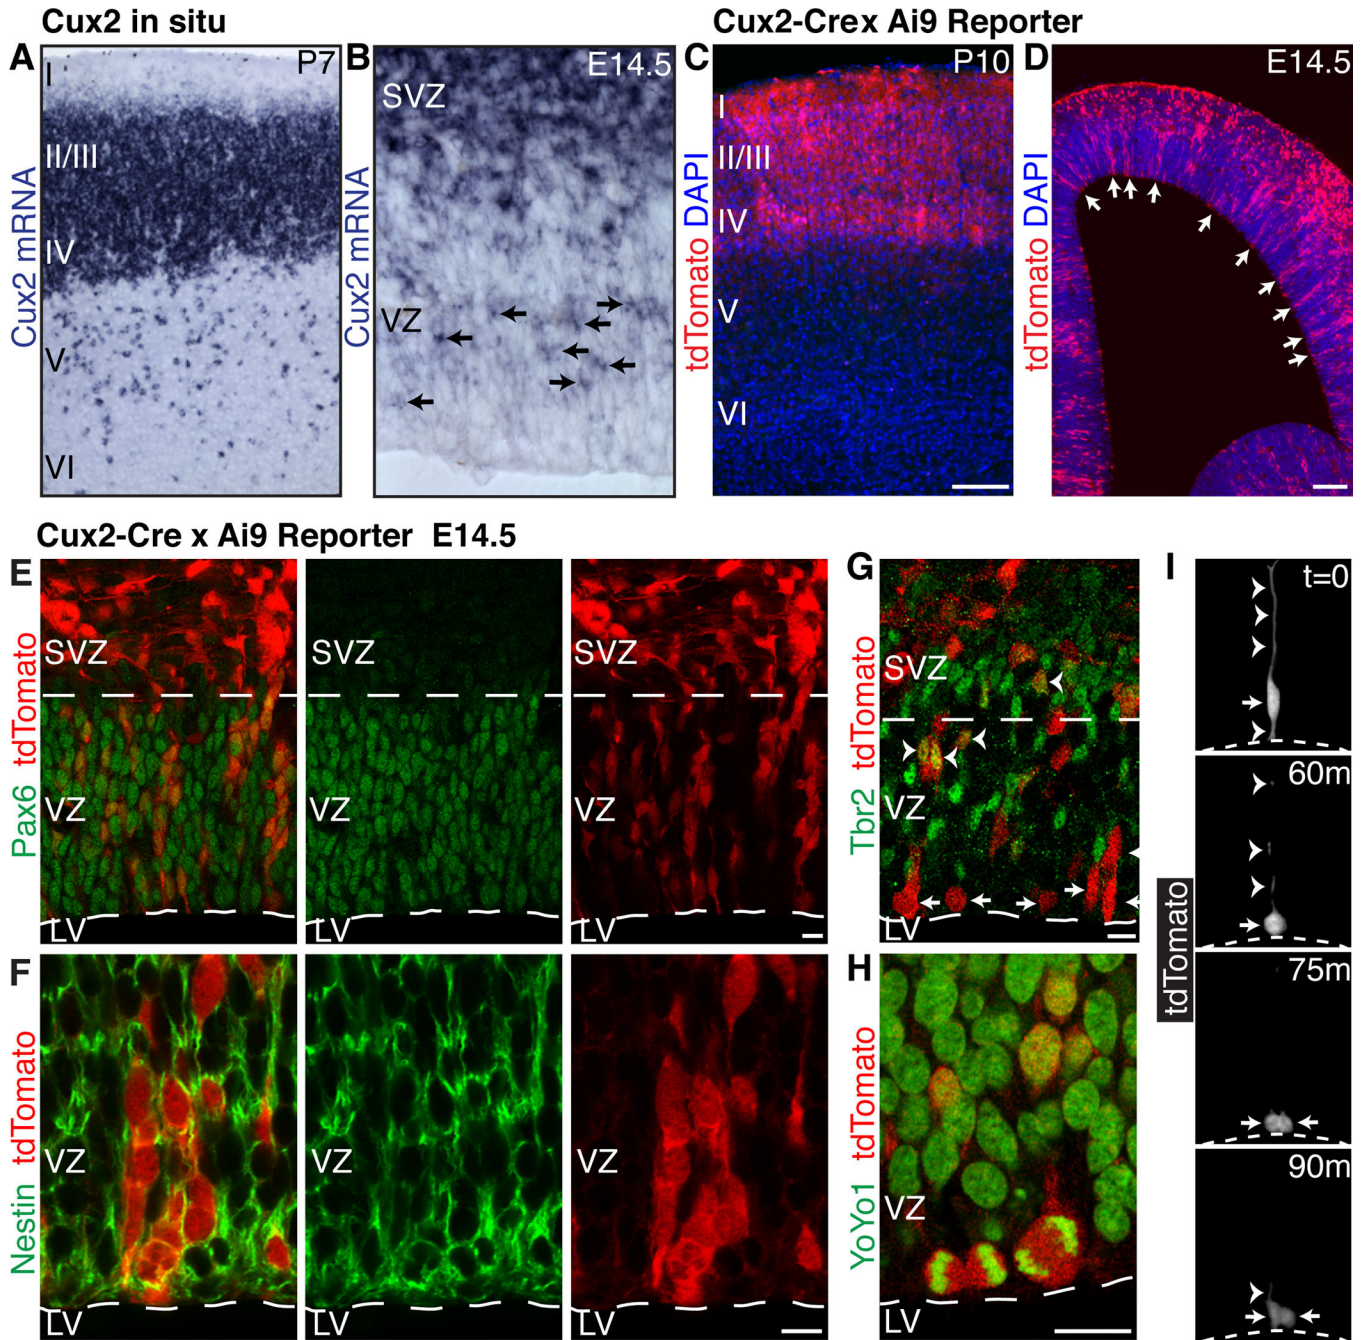 Cux2 in situ
Cux2-Crex Ai9 Reporter
A
P7
I
II/III
IV
V
VI
Cux2 mRNA
B
E14.5
SVZ
VZ
Cux2 mRNA
C
P10
I
II/III
IV
V
VI
tdTomato DAPI
D
E14.5
tdTomato DAPI
Cux2-Cre x Ai9 Reporter E14.5
E
Pax6 tdTomato
SVZ
VZ
LV
SVZ
VZ
LV
SVZ
VZ
LV
F
Nestin tdTomato
VZ
LV
VZ
LV
VZ
LV
G
Tbr2 tdTomato
SVZ
VZ
LV
H
YoYo1 tdTomato
VZ
LV
I
tdTomato
t=0
60m
75m
90m